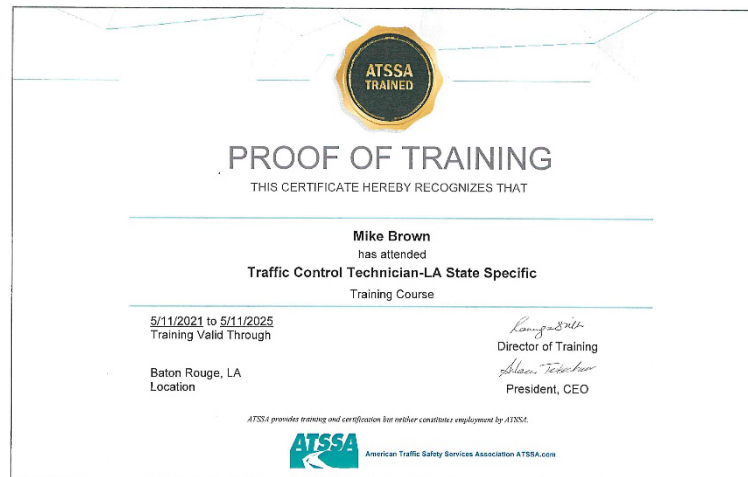 ATSSA
TRAINED
PROOF OF TRAINING
THIS CERTIFICATE HEREBY RECOGNIZES THAT
Mike Brown
has attended
Traffic Control Technician-LA State Specific
Training Course
5/11/2021 to 5/11/2025
Training Valid Through
Director of Training
Baton Rouge, LA
Location
President, CEO
ATSSA provides training and certification but neither constitutes employment by ATSSA.
ATSSA
American Traffic Safety Services Association ATSSA.com